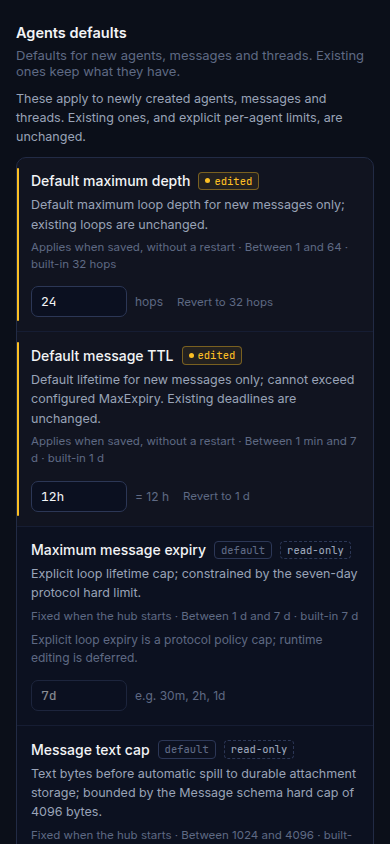 Agents defaults
Defaults for new agents, messages and threads. Existing
ones keep what they have.
These apply to newly created agents, messages and
threads. Existing ones, and explicit per-agent limits, are
unchanged.
Default maximum depth edited
Default maximum loop depth for new messages only;
existing loops are unchanged.
Applies when saved, without a restart · Between 1 and 64 ·
built-in 32 hops
24 hops Revert to 32 hops
Default message TTL edited
Default lifetime for new messages only; cannot exceed
configured MaxExpiry. Existing deadlines are
unchanged.
Applies when saved, without a restart · Between 1 min and 7
d · built-in 1 d
12h = 12 h Revert to 1 d
Maximum message expiry default read-only
Explicit loop lifetime cap; constrained by the seven-day
protocol hard limit.
Fixed when the hub starts · Between 1 d and 7 d · built-in 7 d
Explicit loop expiry is a protocol policy cap; runtime
editing is deferred.
7d e.g. 30m, 2h, 1d
Message text cap default read-only
Text bytes before automatic spill to durable attachment
storage; bounded by the Message schema hard cap of
4096 bytes.
Fixed when the hub starts · Between 1024 and 4096 · built-